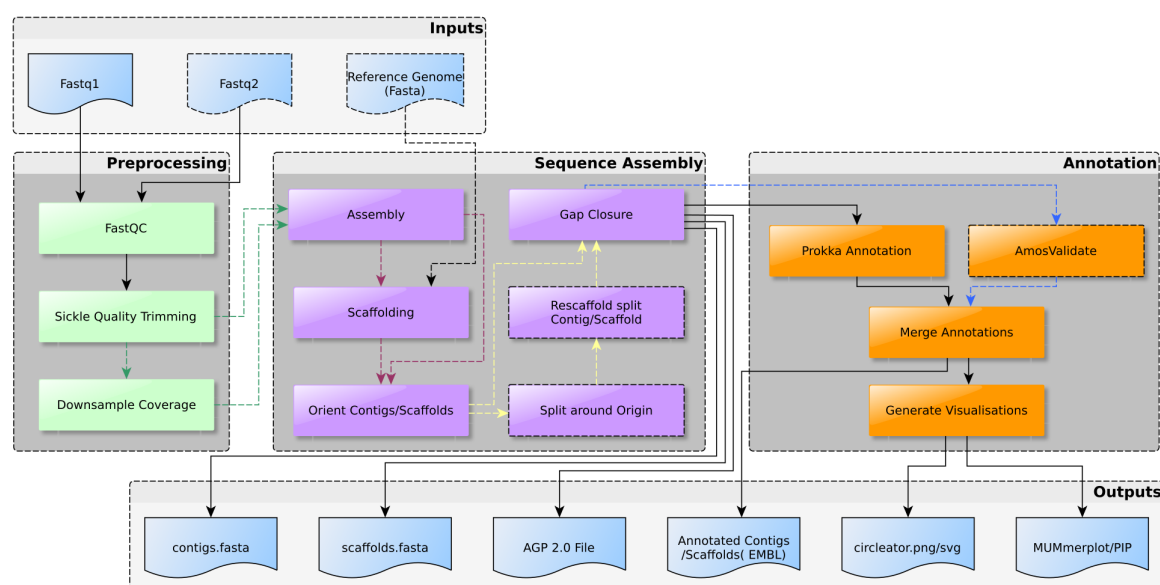 Inputs
Fastq1
Fastq2
Reference Genome
(Fasta)
Preprocessing
FastQC
Sickle Quality Trimming
Downsample Coverage
Sequence Assembly
Assembly
Scaffolding
Orient Contigs/Scaffolds
Gap Closure
Rescaffold split
Contig/Scaffold
Split around Origin
Annotation
Prokka Annotation
AmosValidate
Merge Annotations
Generate Visualisations
Outputs
contigs.fasta
scaffolds.fasta
AGP 2.0 File
Annotated Contigs
/Scaffolds( EMBL)
circleator.png/svg
MUMmerplot/PIP